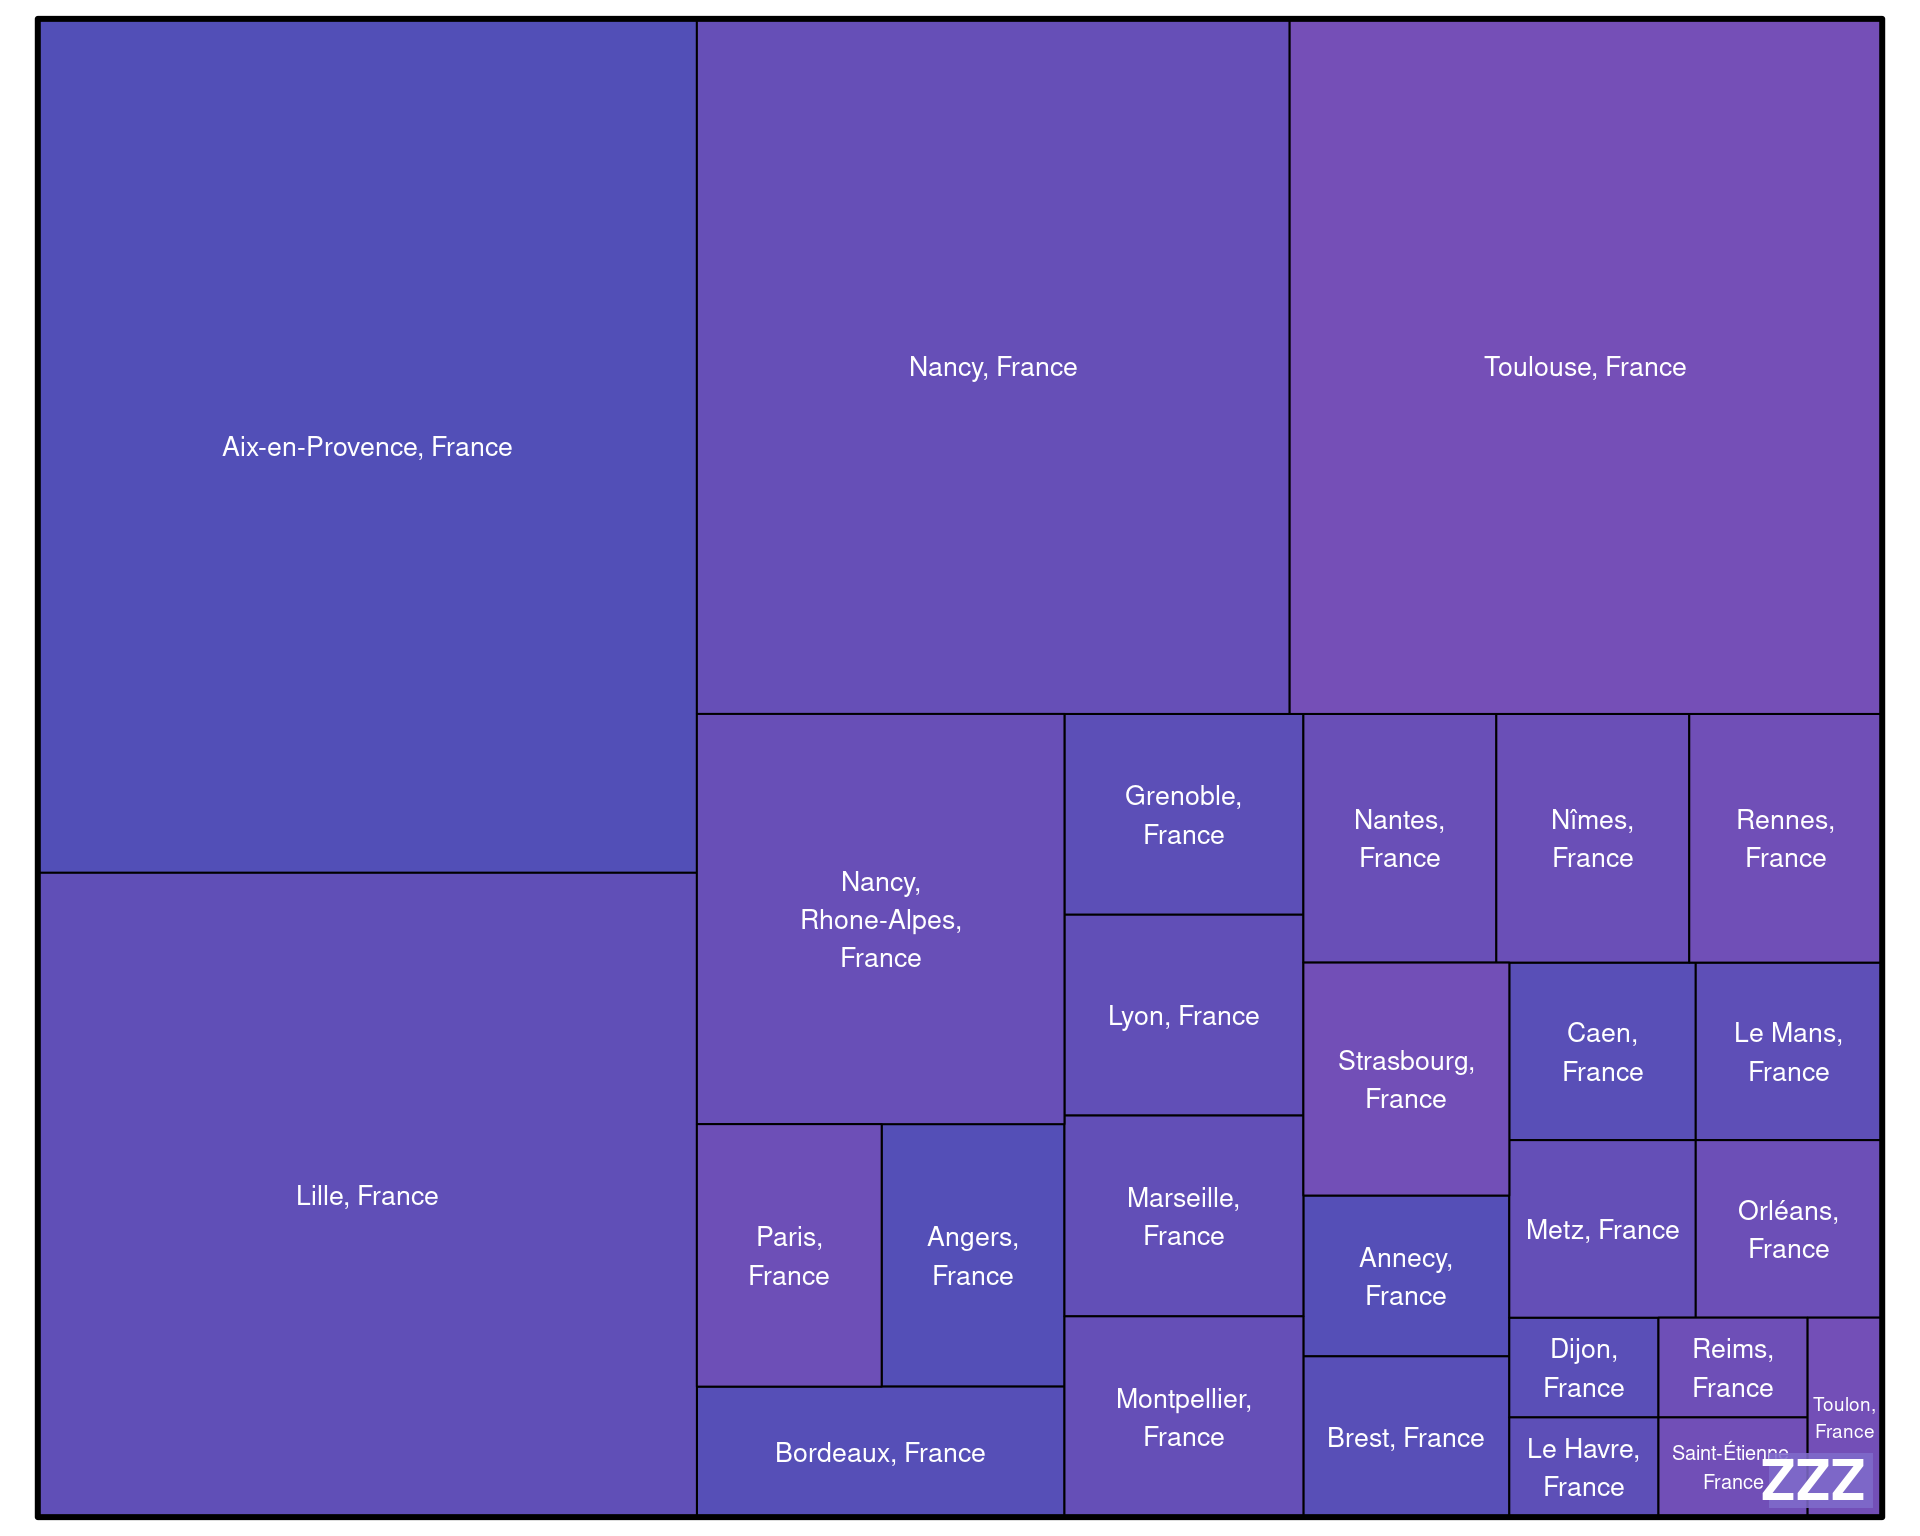 Aix-en-Provence, France
Nancy, France
Toulouse, France
Lille, France
Nancy,
Rhone-Alpes,
France
Grenoble,
France
Nantes,
France
Nîmes,
France
Rennes,
France
Lyon, France
Strasbourg,
France
Caen,
France
Le Mans,
France
Paris,
France
Angers,
France
Marseille,
France
Annecy,
France
Metz, France
Orléans,
France
Bordeaux, France
Montpellier,
France
Brest, France
Dijon,
France
Reims,
France
Toulon,
France
Le Havre,
France
Saint-Étienne,
France
ZZZ